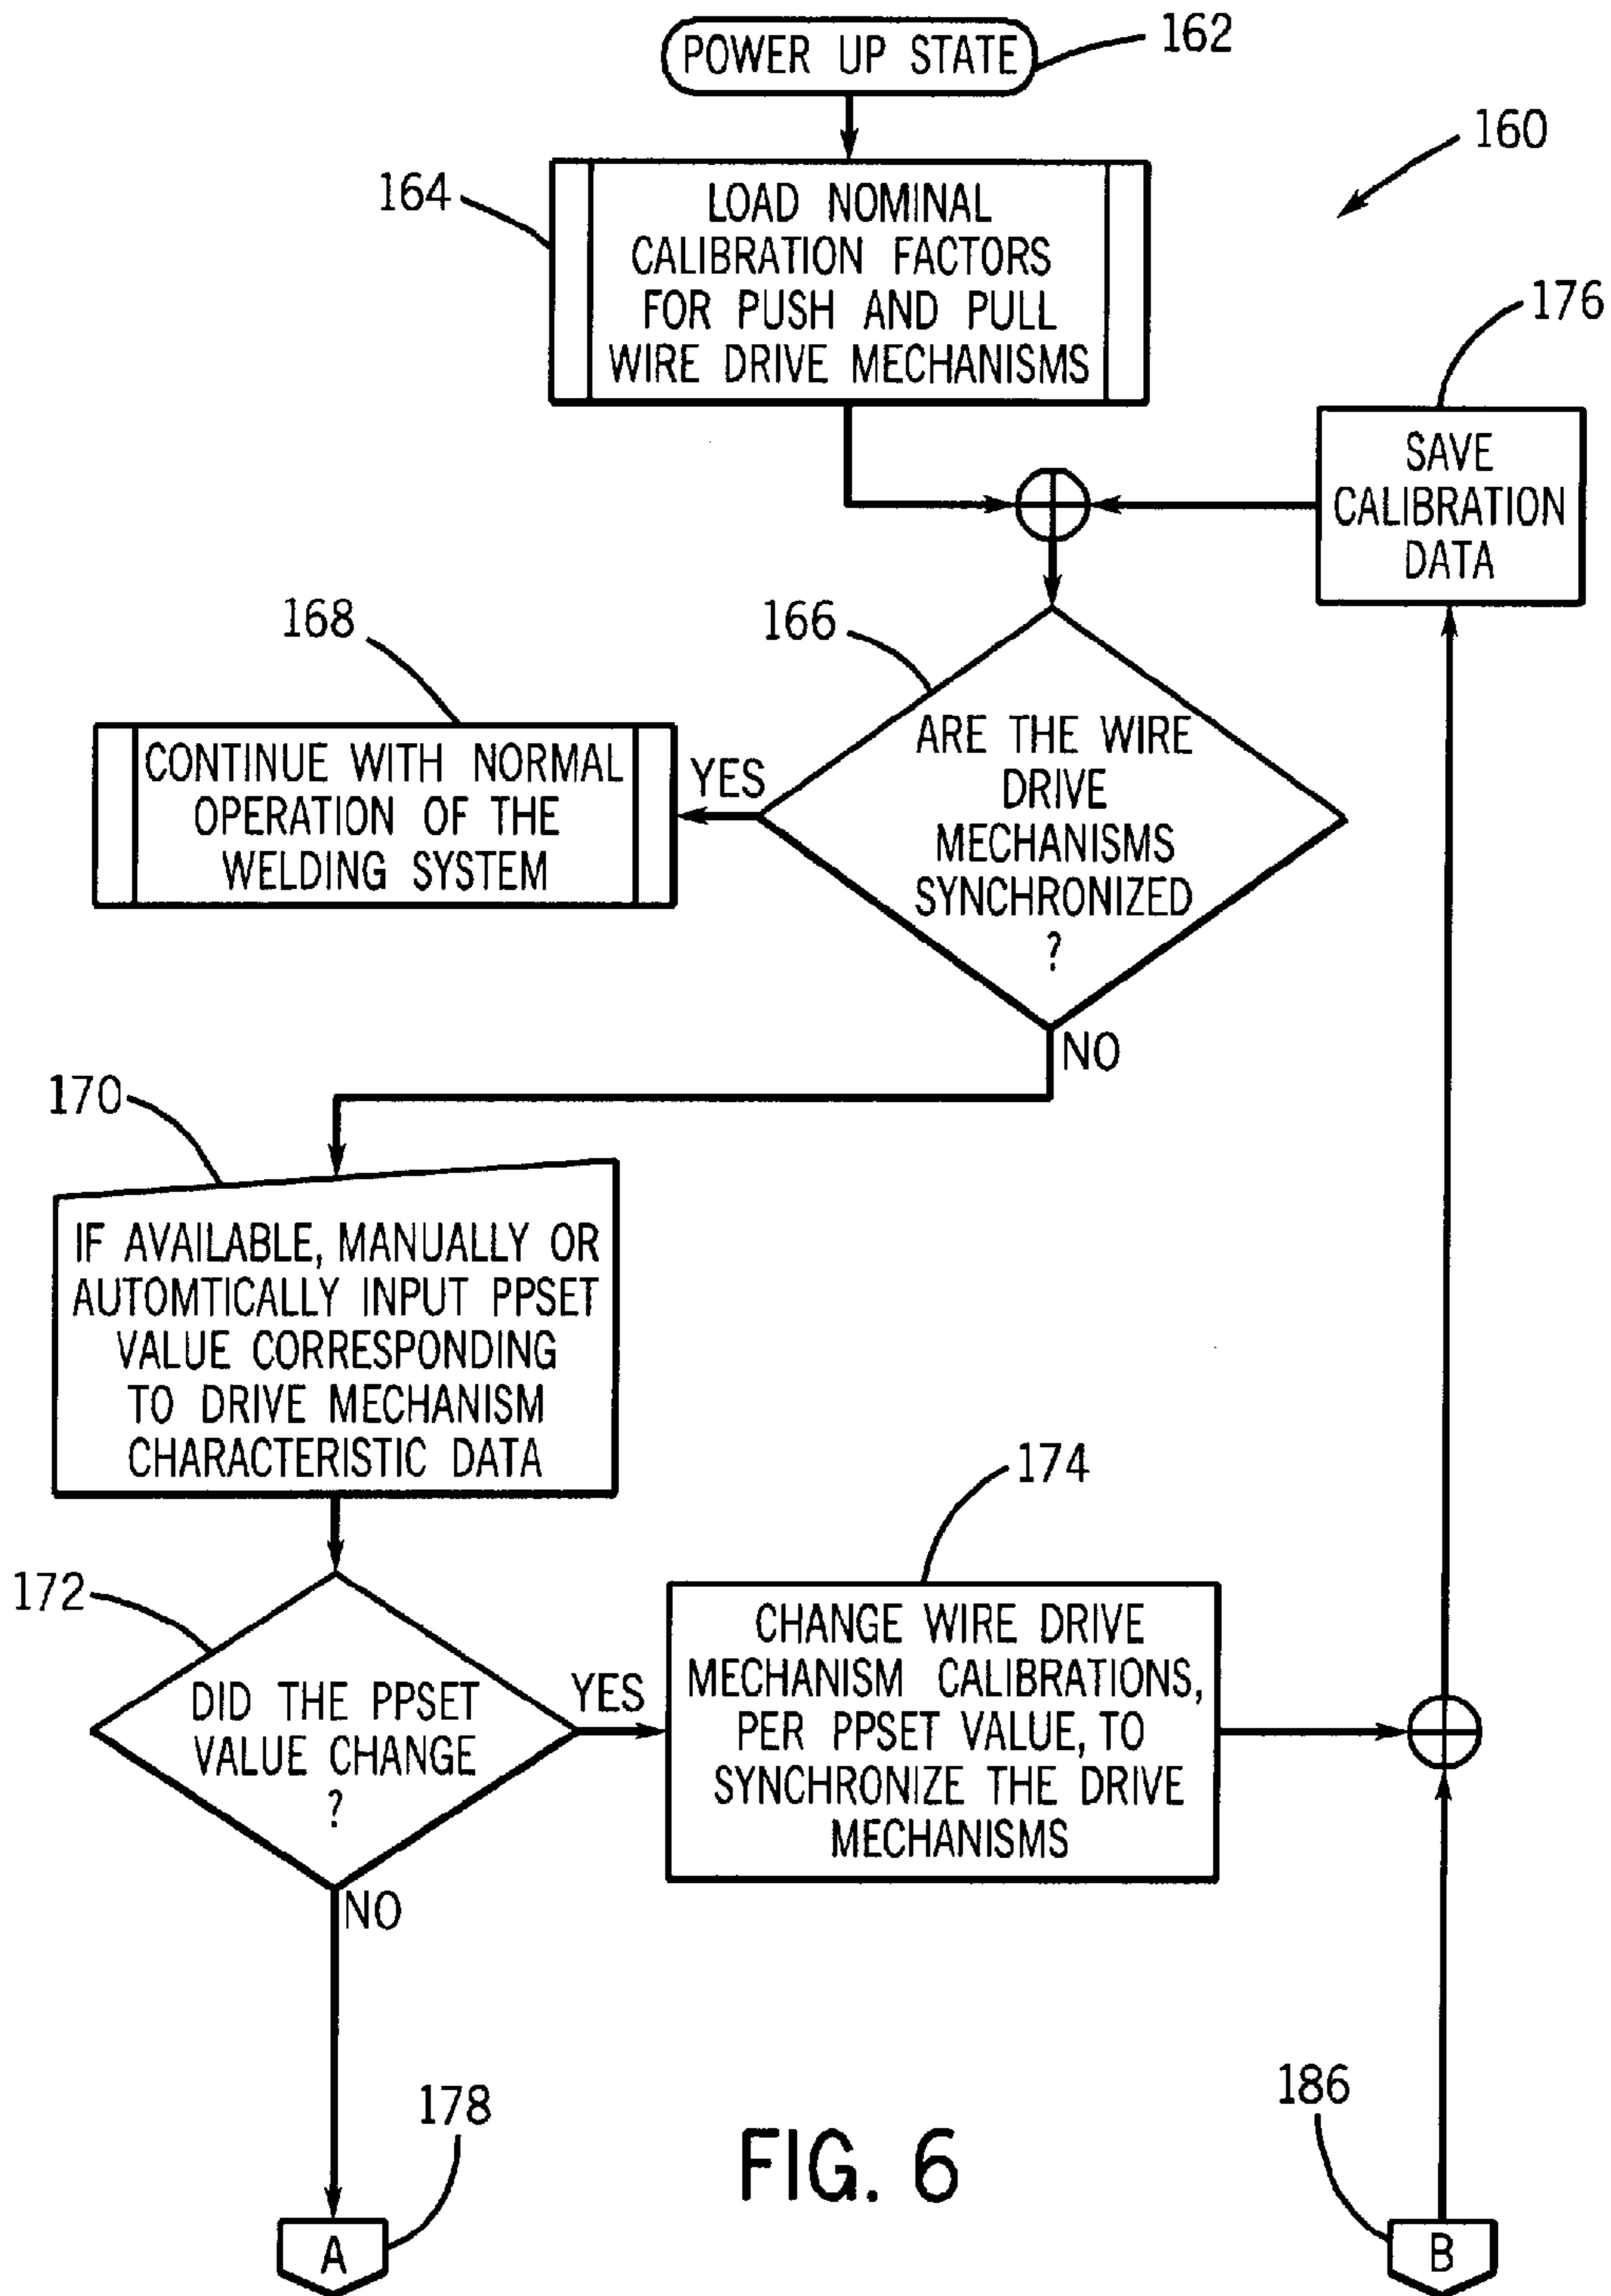 POWER UP STATE
162
160
164
LOAD NOMINAL
CALIBRATION FACTORS
FOR PUSH AND PULL
WIRE DRIVE MECHANISMS
176
SAVE
CALIBRATION
DATA
168
166
CONTINUE WITH NORMAL
OPERATION OF THE
WELDING SYSTEM
YES
ARE THE WIRE
DRIVE
MECHANISMS
SYNCHRONIZED
?
NO
170
IF AVAILABLE, MANUALLY OR
AUTOMTICALLY INPUT PPSET
VALUE CORRESPONDING
TO DRIVE MECHANISM
CHARACTERISTIC DATA
174
172
DID THE PPSET
VALUE CHANGE
?
YES
CHANGE WIRE DRIVE
MECHANISM CALIBRATIONS,
PER PPSET VALUE, TO
SYNCHRONIZE THE DRIVE
MECHANISMS
NO
178
186
FIG. 6
A
B